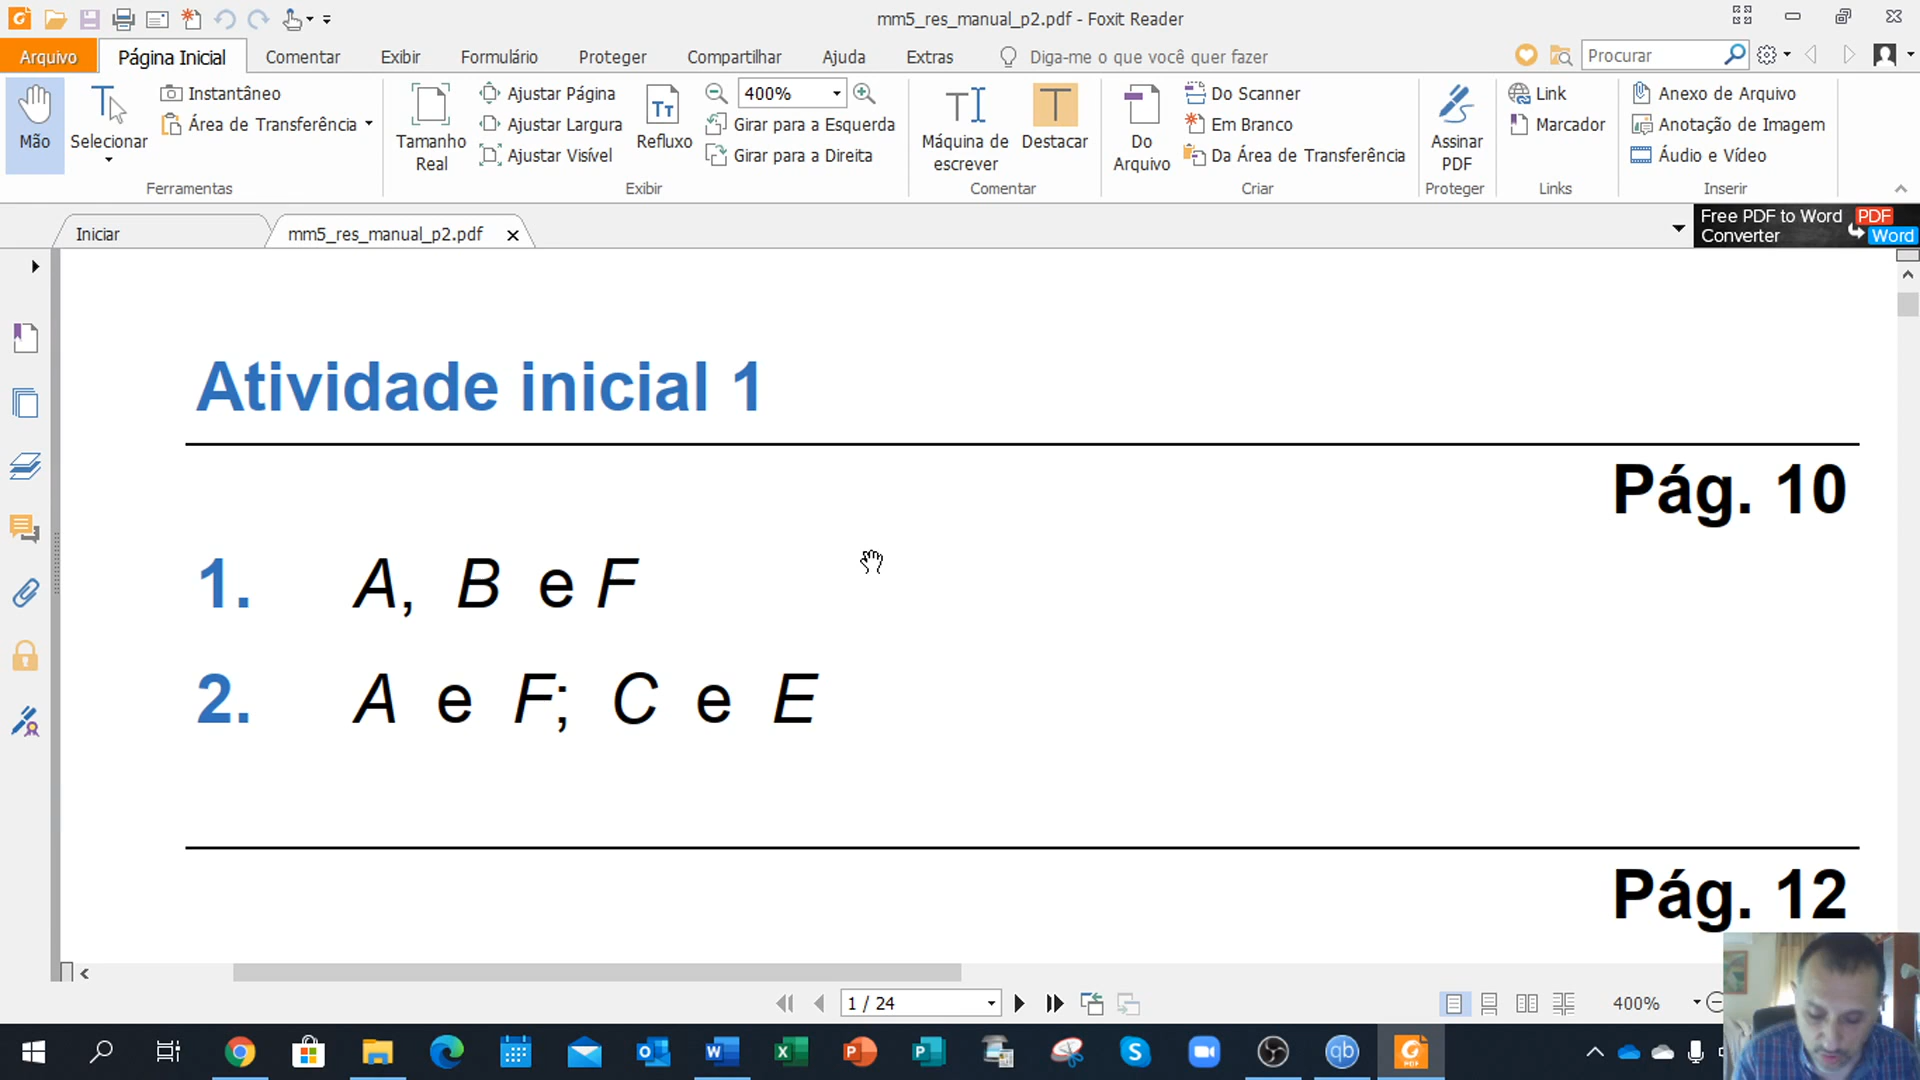 mm5_res_manual_p2.pdf - Foxit Reader
Arquivo Página Inicial Comentar Exibir Formulário Proteger Compartilhar Ajuda Extras Diga-me o que você quer fazer Procurar
Mão
Selecionar
Instantâneo
Área de Transferência
Ferramentas
Tamanho
Real
Ajustar Página
Ajustar Largura
Ajustar Visível
Refluxo
400%
Girar para a Esquerda
Girar para a Direita
Exibir
Máquina de
escrever
Destacar
Comentar
Do
Arquivo
Do Scanner
Em Branco
Da Área de Transferência
Criar
Assinar
PDF
Proteger
Link
Marcador
Links
Anexo de Arquivo
Anotação de Imagem
Áudio e Vídeo
Inserir
Iniciar mm5_res_manual_p2.pdf
Free PDF to Word
Converter
PDF
Word
Atividade inicial 1
Pág. 10
1. A, B e F
2. A e F; C e E
Pág. 12
1 / 24 400%